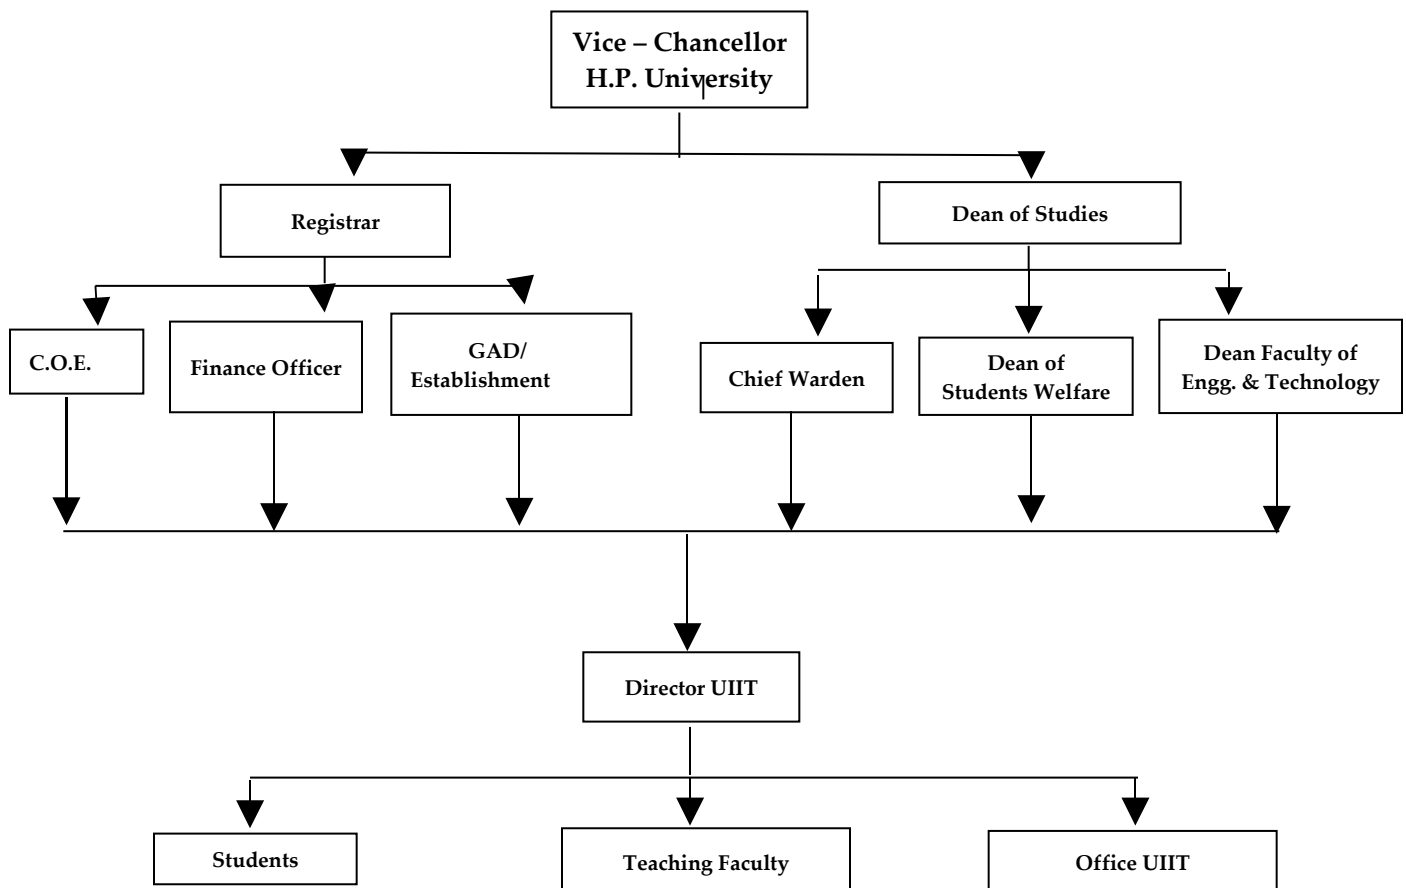 Vice – Chancellor
H.P. University
Registrar
Dean of Studies
C.O.E.
Finance Officer
GAD/
Establishment
Chief Warden
Dean of
Students Welfare
Dean Faculty of
Engg. & Technology
Director UIIT
Students
Teaching Faculty
Office UIIT